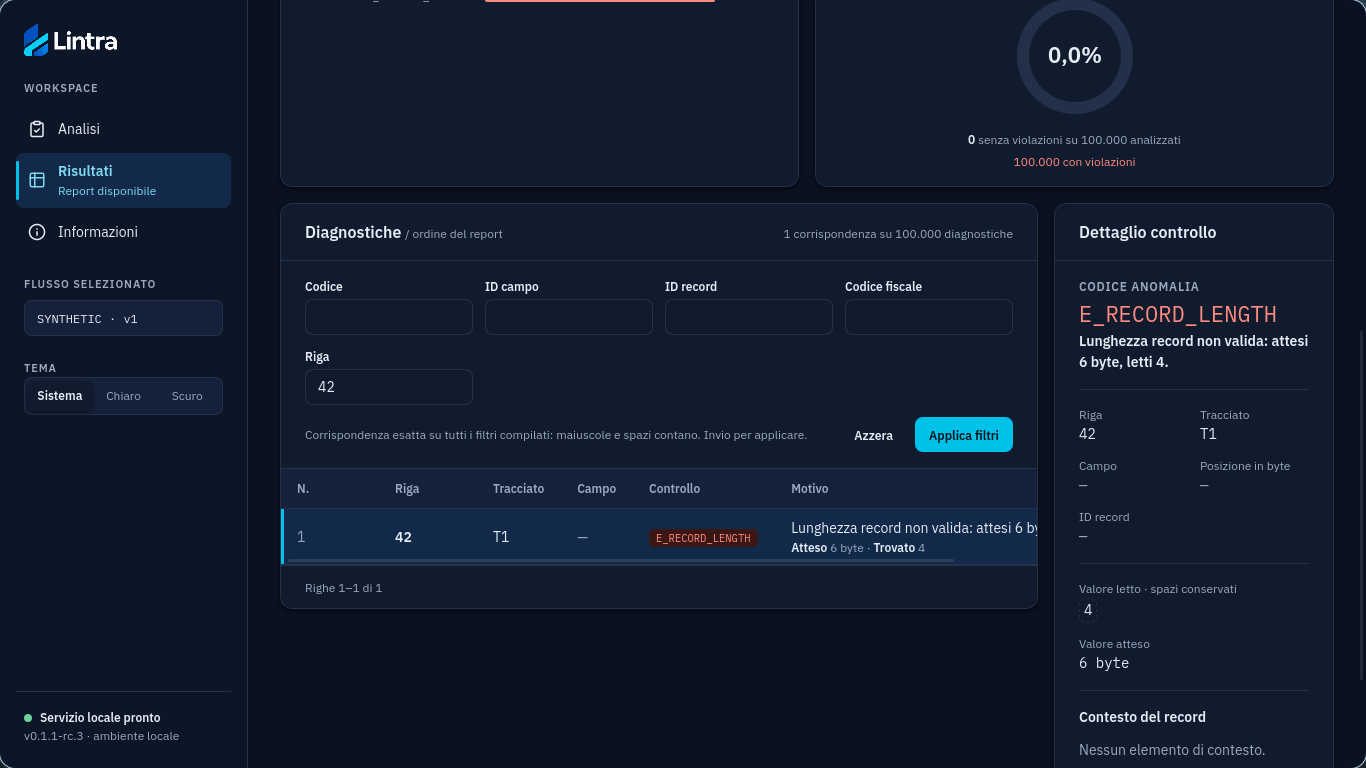 Lintra
WORKSPACE
Analisi
Risultati
Report disponibile
Informazioni
FLUSSO SELEZIONATO
SYNTHETIC · v1
TEMA
Sistema Chiaro Scuro
Servizio locale pronto
v0.1.1-rc.3 · ambiente locale
0,0%
0 senza violazioni su 100.000 analizzati
100.000 con violazioni
Diagnostiche / ordine del report 1 corrispondenza su 100.000 diagnostiche
Codice ID campo ID record Codice fiscale
Riga
42
Corrispondenza esatta su tutti i filtri compilati: maiuscole e spazi contano. Invio per applicare. Azzera Applica filtri
N. Riga Tracciato Campo Controllo Motivo
1 42 T1 — E_RECORD_LENGTH Lunghezza record non valida: attesi 6 by
Atteso 6 byte · Trovato 4
Righe 1–1 di 1
Dettaglio controllo
CODICE ANOMALIA
E_RECORD_LENGTH
Lunghezza record non valida: attesi
6 byte, letti 4.
Riga Tracciato
42 T1
Campo Posizione in byte
— —
ID record
—
Valore letto · spazi conservati
4
Valore atteso
6 byte
Contesto del record
Nessun elemento di contesto.